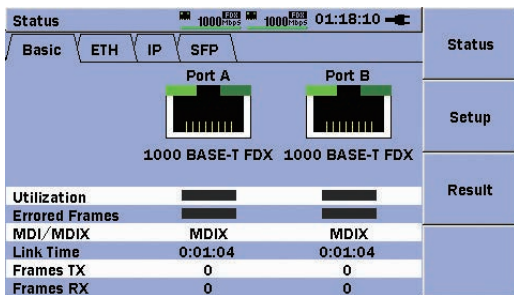 Status 1000 FDX Mbps 1000 FDX Mbps 01:18:10
Basic ETH IP SFP
Port A Port B
1000 BASE-T FDX 1000 BASE-T FDX
Utilization
Errored Frames
MDI/MDIX MDIX MDIX
Link Time 0:01:04 0:01:04
Frames TX 0 0
Frames RX 0 0
Status
Setup
Result